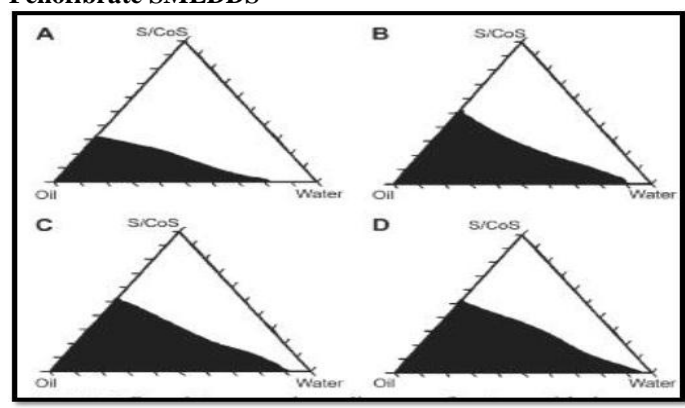 Fenofibrate SMEDDS
A
S/CoS
B
S/CoS
Oil
Water
Oil
Water
C
S/CoS
D
S/CoS
Oil
Water
Oil
Water